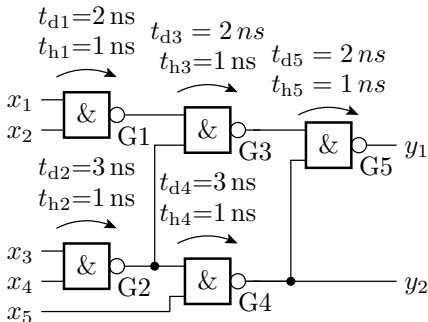 t_d1=2 ns
t_h1=1 ns
t_d3 = 2 ns
t_h3=1 ns
t_d5 = 2 ns
t_h5 = 1 ns
x_1
x_2
&
G1
&
G3
&
G5
y_1
t_d2=3 ns
t_h2=1 ns
t_d4=3 ns
t_h4=1 ns
x_3
x_4
x_5
&
G2
&
G4
y_2